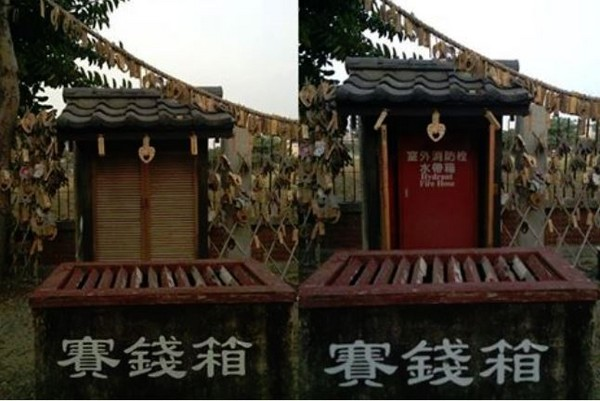 室外消防栓
水帶箱
Hydrant
Fire Hose
賽錢箱
賽錢箱